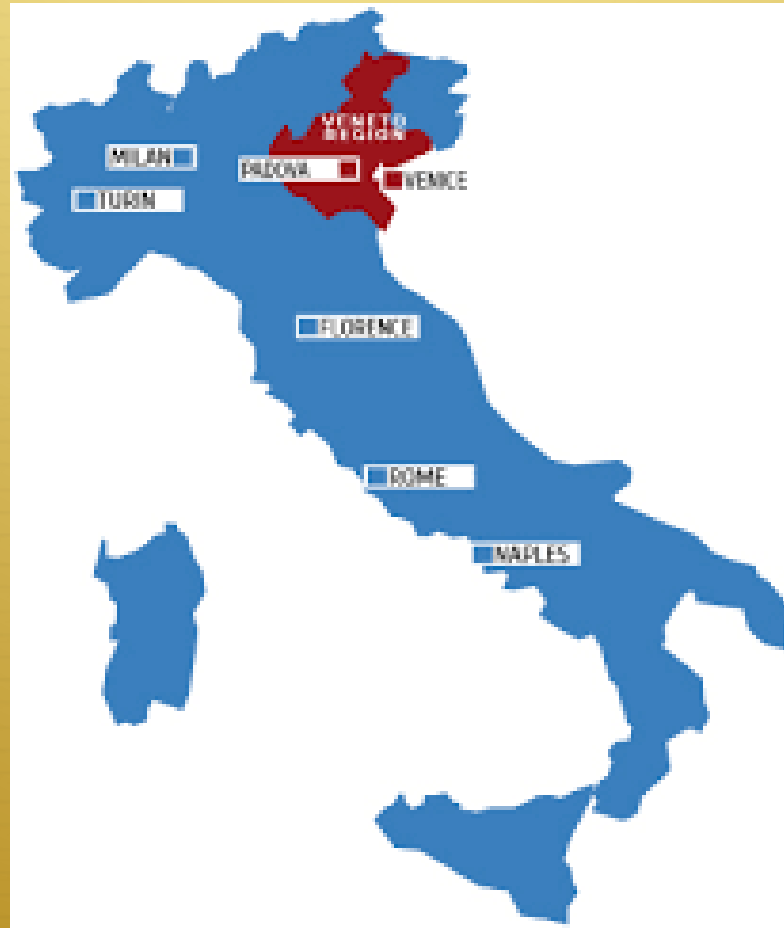 VENETO
REGION
MILAN
PADOVA
VENICE
TURIN
FLORENCE
ROME
NAPLES